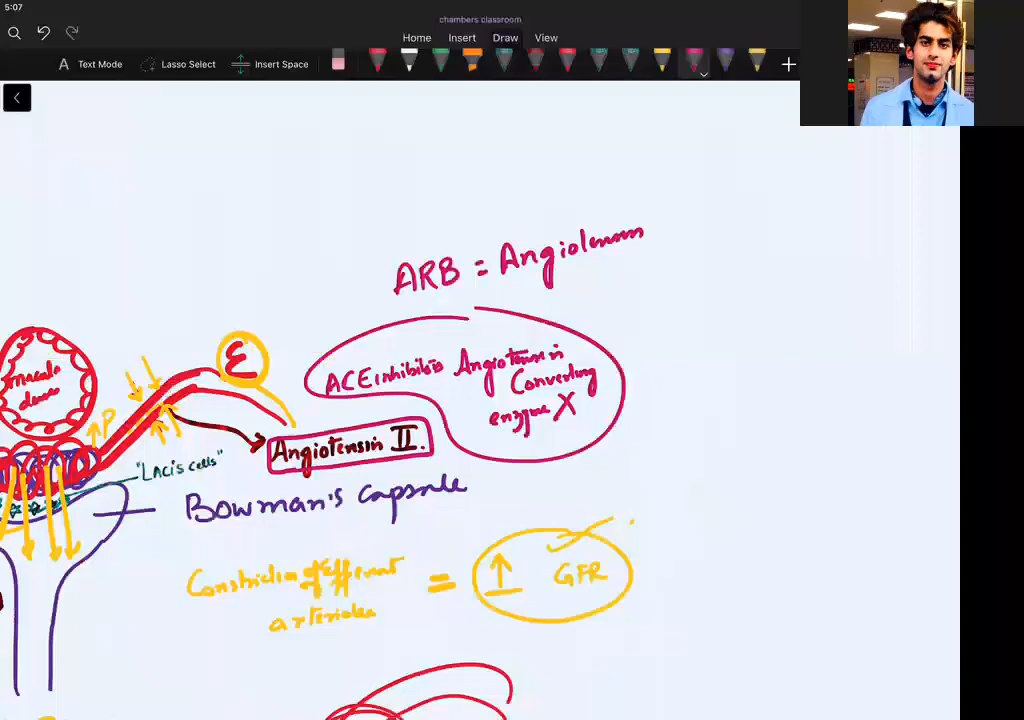 5:07
chambers classroom
Home Insert Draw View
Text Mode Lasso Select Insert Space
ARB = Angiotensin
E
Macula densa
ACE inhibitors Angiotensin
Converting
enzyme X
P
Angiotensin II.
"Lacis cells"
Bowman's capsule
Constriction of Efferent
arterioles
= ↑ GFR